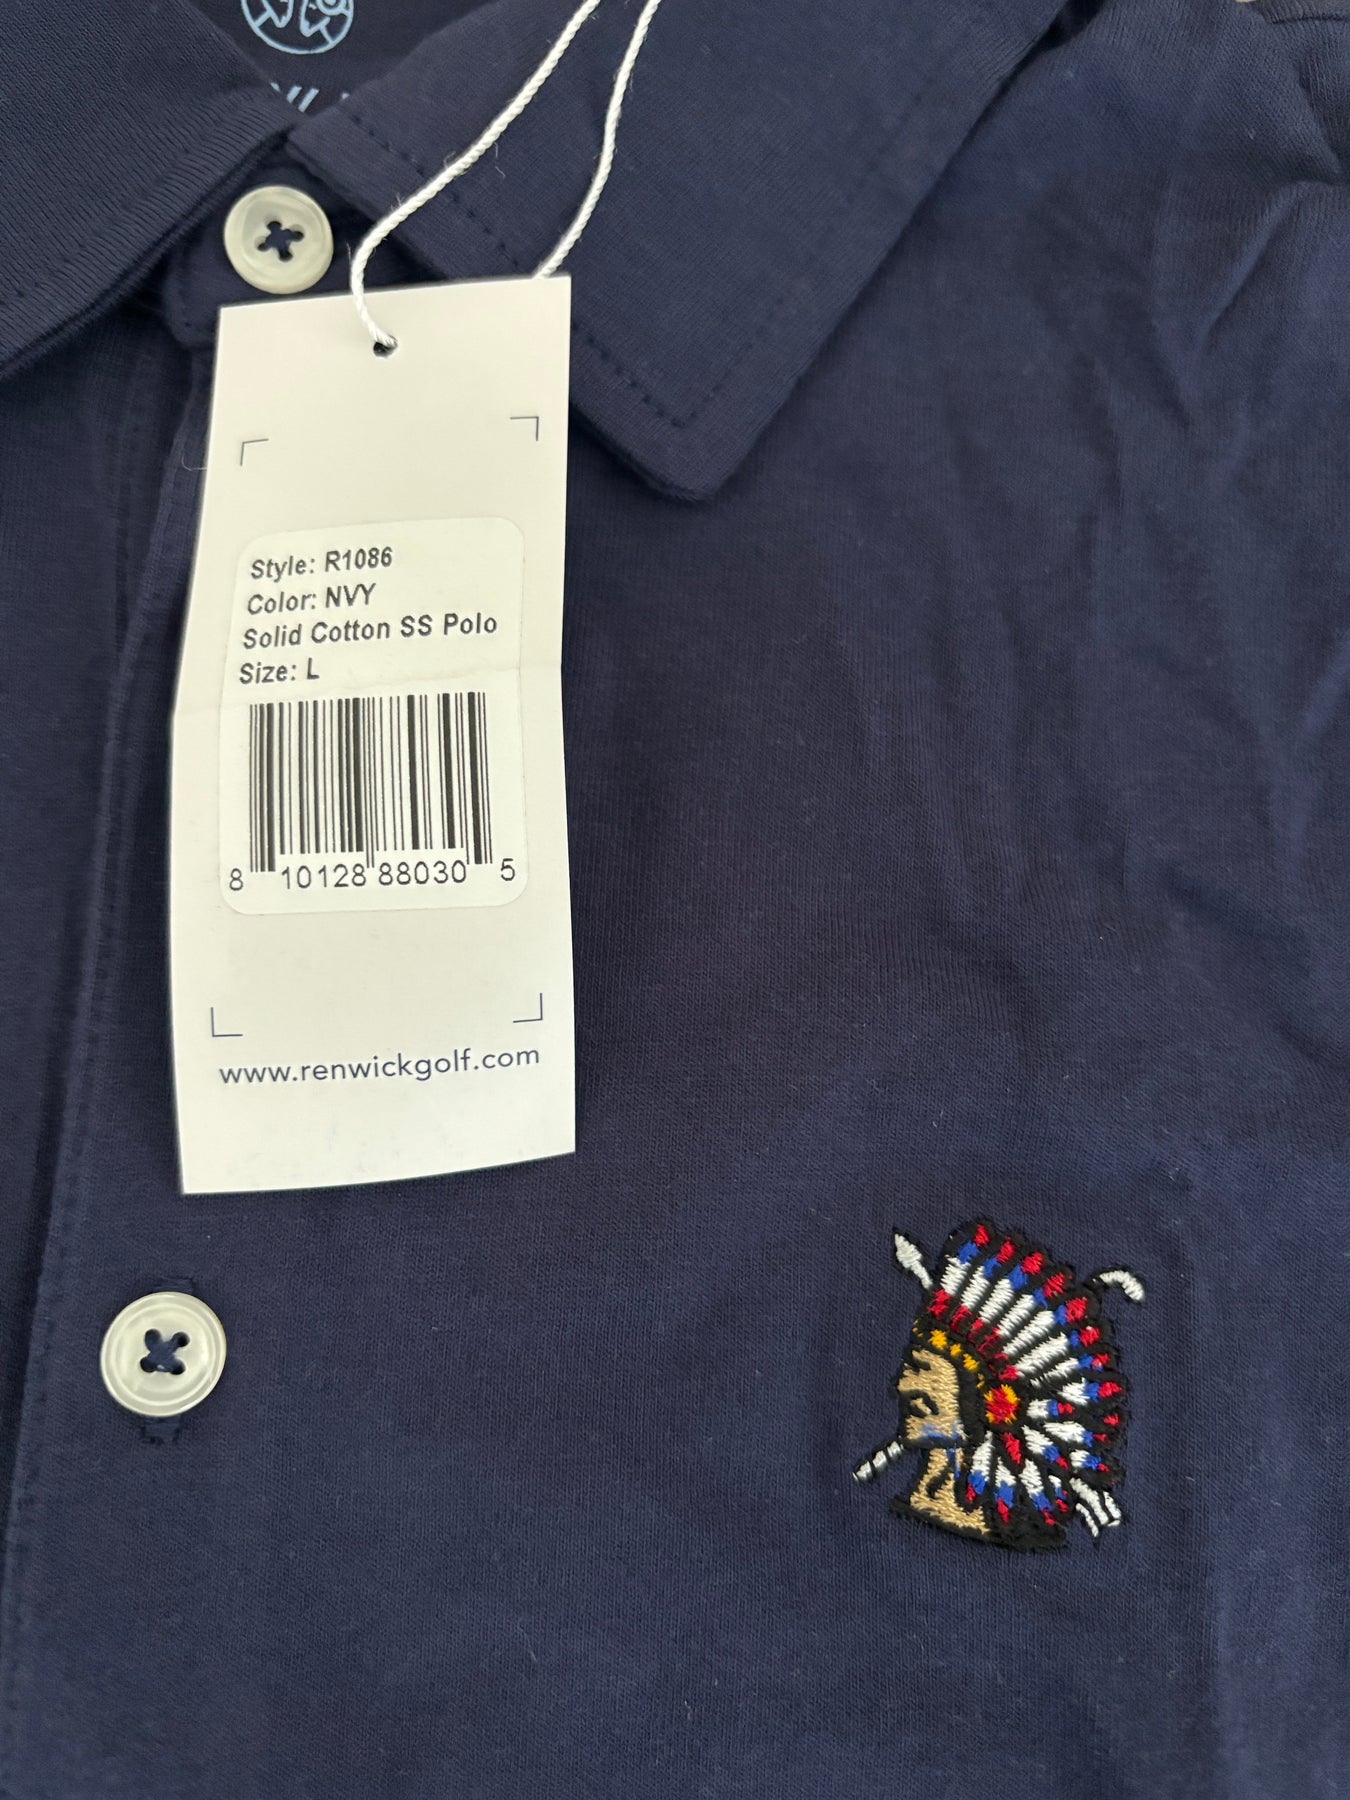 Style: R1086
Color: NVY
Solid Cotton SS Polo
Size: L
8 10128 88030 5
www.renwickgolf.com